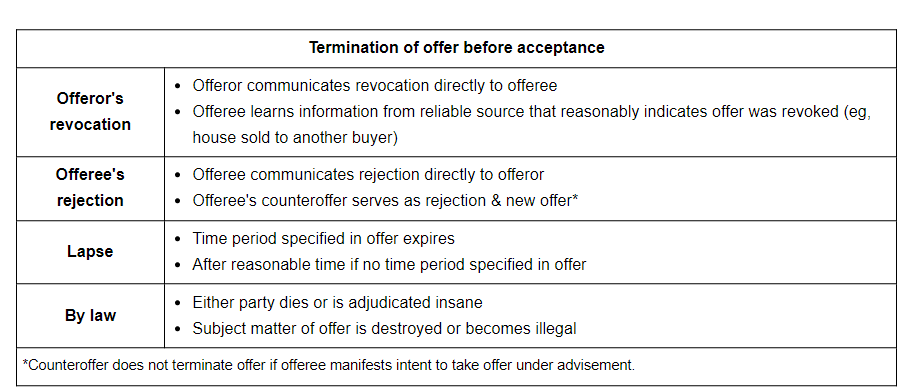 Termination of offer before acceptance
Offeror's
revocation
• Offeror communicates revocation directly to offeree
• Offeree learns information from reliable source that reasonably indicates offer was revoked (eg,
house sold to another buyer)
Offeree's
rejection
• Offeree communicates rejection directly to offeror
• Offeree's counteroffer serves as rejection & new offer*
Lapse
• Time period specified in offer expires
• After reasonable time if no time period specified in offer
By law
• Either party dies or is adjudicated insane
• Subject matter of offer is destroyed or becomes illegal
*Counteroffer does not terminate offer if offeree manifests intent to take offer under advisement.